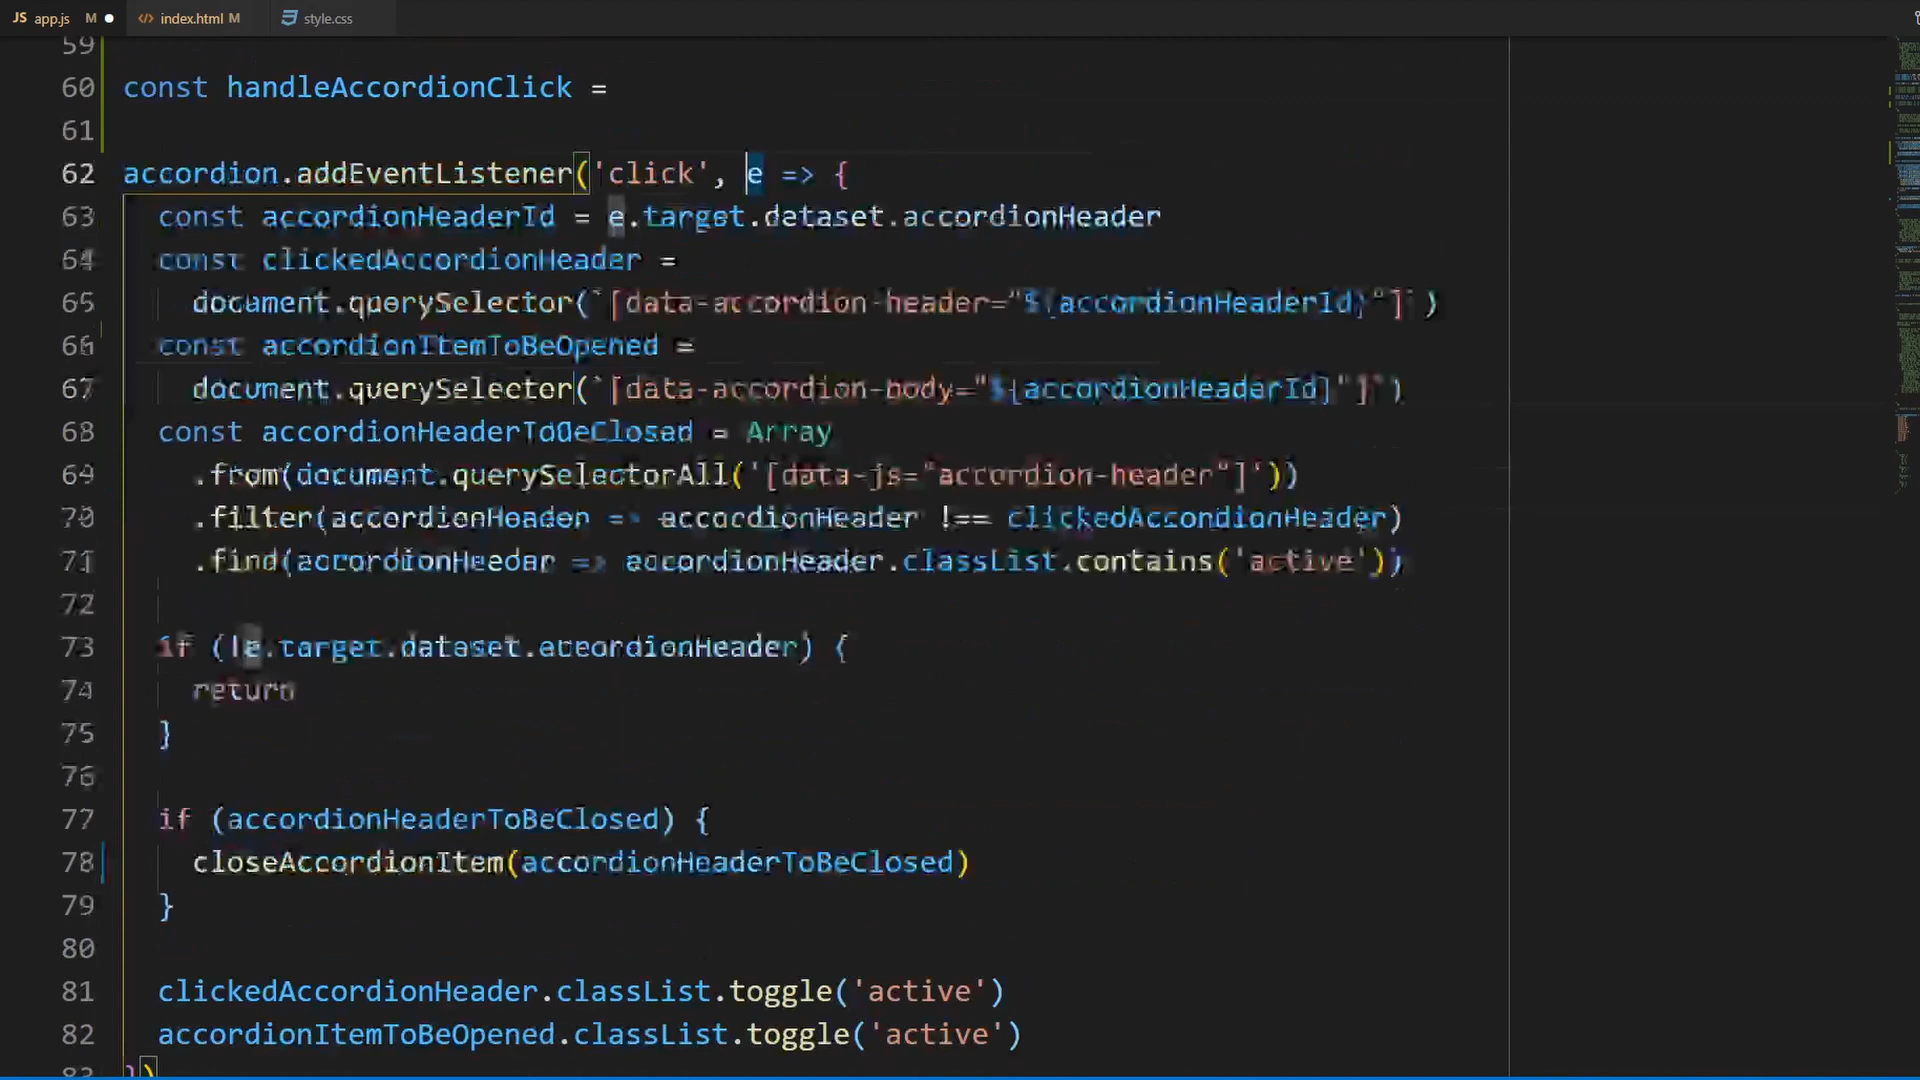 JS app.js M ●
<> index.html M
style.css
59
60 const handleAccordionClick =
61
62 accordion.addEventListener('click', e => {
63 const accordionHeaderId = e.target.dataset.accordionHeader
64 const clickedAccordionHeader =
65 document.querySelector(`[data-accordion-header="${accordionHeaderId}"]`)
66 const accordionItemToBeOpened =
67 document.querySelector(`[data-accordion-body="${accordionHeaderId}"]`)
68 const accordionHeaderToBeClosed = Array
69 .from(document.querySelectorAll('[data-js="accordion-header"]'))
70 .filter(accordionHeader => accordionHeader !== clickedAccordionHeader)
71 .find(accordionHeader => accordionHeader.classList.contains('active'))
72
73 if (!e.target.dataset.accordionHeader) {
74 return
75 }
76
77 if (accordionHeaderToBeClosed) {
78 closeAccordionItem(accordionHeaderToBeClosed)
79 }
80
81 clickedAccordionHeader.classList.toggle('active')
82 accordionItemToBeOpened.classList.toggle('active')
83 })